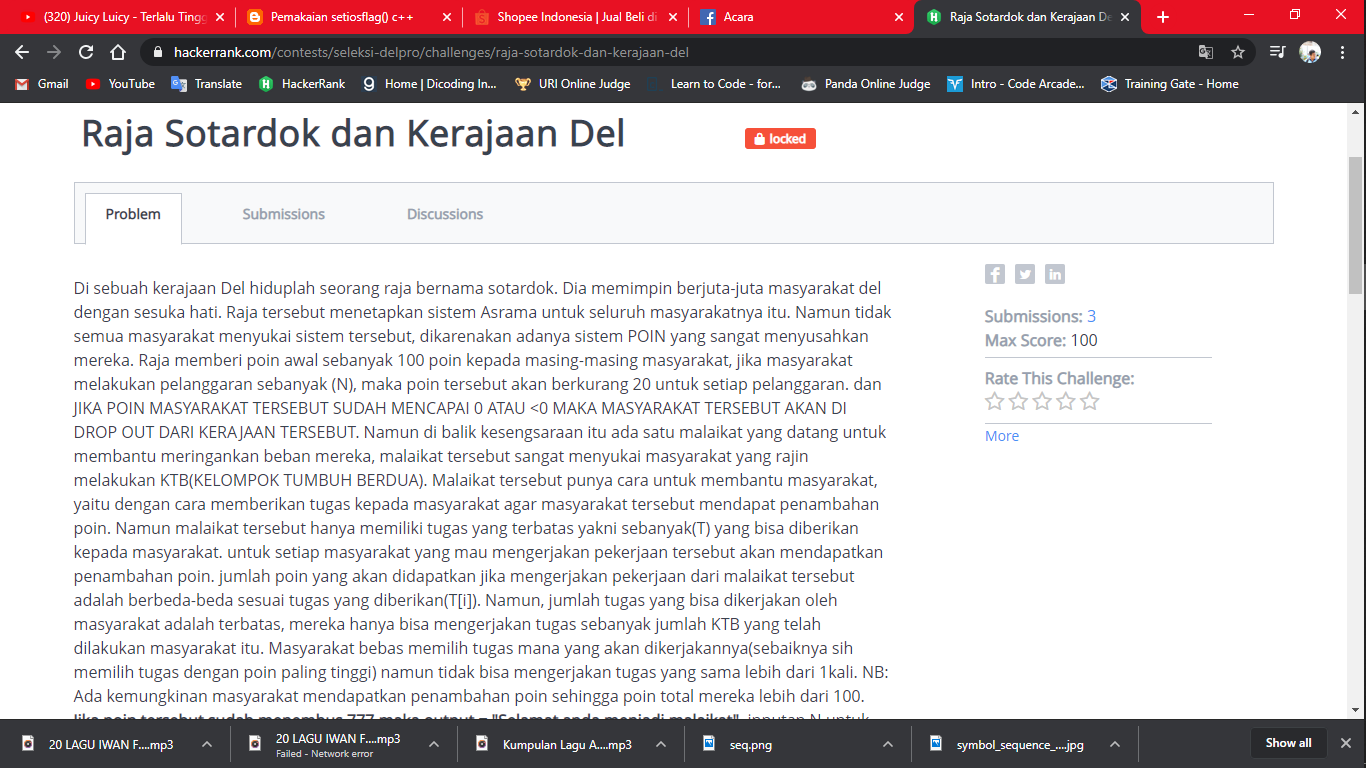 (320) Juicy Luicy - Terlalu Tingg
Pemakaian setiosflag() c++
Shopee Indonesia | Jual Beli di
Acara
Raja Sotardok dan Kerajaan De
hackerrank.com/contests/seleksi-delpro/challenges/raja-sotardok-dan-kerajaan-del
Gmail
YouTube
Translate
HackerRank
Home | Dicoding In...
URI Online Judge
Learn to Code - for...
Panda Online Judge
Intro - Code Arcade...
Training Gate - Home
Raja Sotardok dan Kerajaan Del
locked
Problem
Submissions
Discussions
Di sebuah kerajaan Del hiduplah seorang raja bernama sotardok. Dia memimpin berjuta-juta masyarakat del
dengan sesuka hati. Raja tersebut menetapkan sistem Asrama untuk seluruh masyarakatnya itu. Namun tidak
semua masyarakat menyukai sistem tersebut, dikarenakan adanya sistem POIN yang sangat menyusahkan
mereka. Raja memberi poin awal sebanyak 100 poin kepada masing-masing masyarakat, jika masyarakat
melakukan pelanggaran sebanyak (N), maka poin tersebut akan berkurang 20 untuk setiap pelanggaran. dan
JIKA POIN MASYARAKAT TERSEBUT SUDAH MENCAPAI 0 ATAU <0 MAKA MASYARAKAT TERSEBUT AKAN DI
DROP OUT DARI KERAJAAN TERSEBUT. Namun di balik kesengsaraan itu ada satu malaikat yang datang untuk
membantu meringankan beban mereka, malaikat tersebut sangat menyukai masyarakat yang rajin
melakukan KTB(KELOMPOK TUMBUH BERDUA). Malaikat tersebut punya cara untuk membantu masyarakat,
yaitu dengan cara memberikan tugas kepada masyarakat agar masyarakat tersebut mendapat penambahan
poin. Namun malaikat tersebut hanya memiliki tugas yang terbatas yakni sebanyak(T) yang bisa diberikan
kepada masyarakat. untuk setiap masyarakat yang mau mengerjakan pekerjaan tersebut akan mendapatkan
penambahan poin. jumlah poin yang akan didapatkan jika mengerjakan pekerjaan dari malaikat tersebut
adalah berbeda-beda sesuai tugas yang diberikan(T[i]). Namun, jumlah tugas yang bisa dikerjakan oleh
masyarakat adalah terbatas, mereka hanya bisa mengerjakan tugas sebanyak jumlah KTB yang telah
dilakukan masyarakat itu. Masyarakat bebas memilih tugas mana yang akan dikerjakannya(sebaiknya sih
memilih tugas dengan poin paling tinggi) namun tidak bisa mengerjakan tugas yang sama lebih dari 1kali. NB:
Ada kemungkinan masyarakat mendapatkan penambahan poin sehingga poin total mereka lebih dari 100.
Jika poin tersebut sudah menembus 777 maka output = "Selamat anda menjadi malaikat". inputan N untuk
Submissions: 3
Max Score: 100
Rate This Challenge:
More
20 LAGU IWAN F....mp3
20 LAGU IWAN F....mp3
Failed - Network error
Kumpulan Lagu A....mp3
seq.png
symbol_sequence_....jpg
Show all